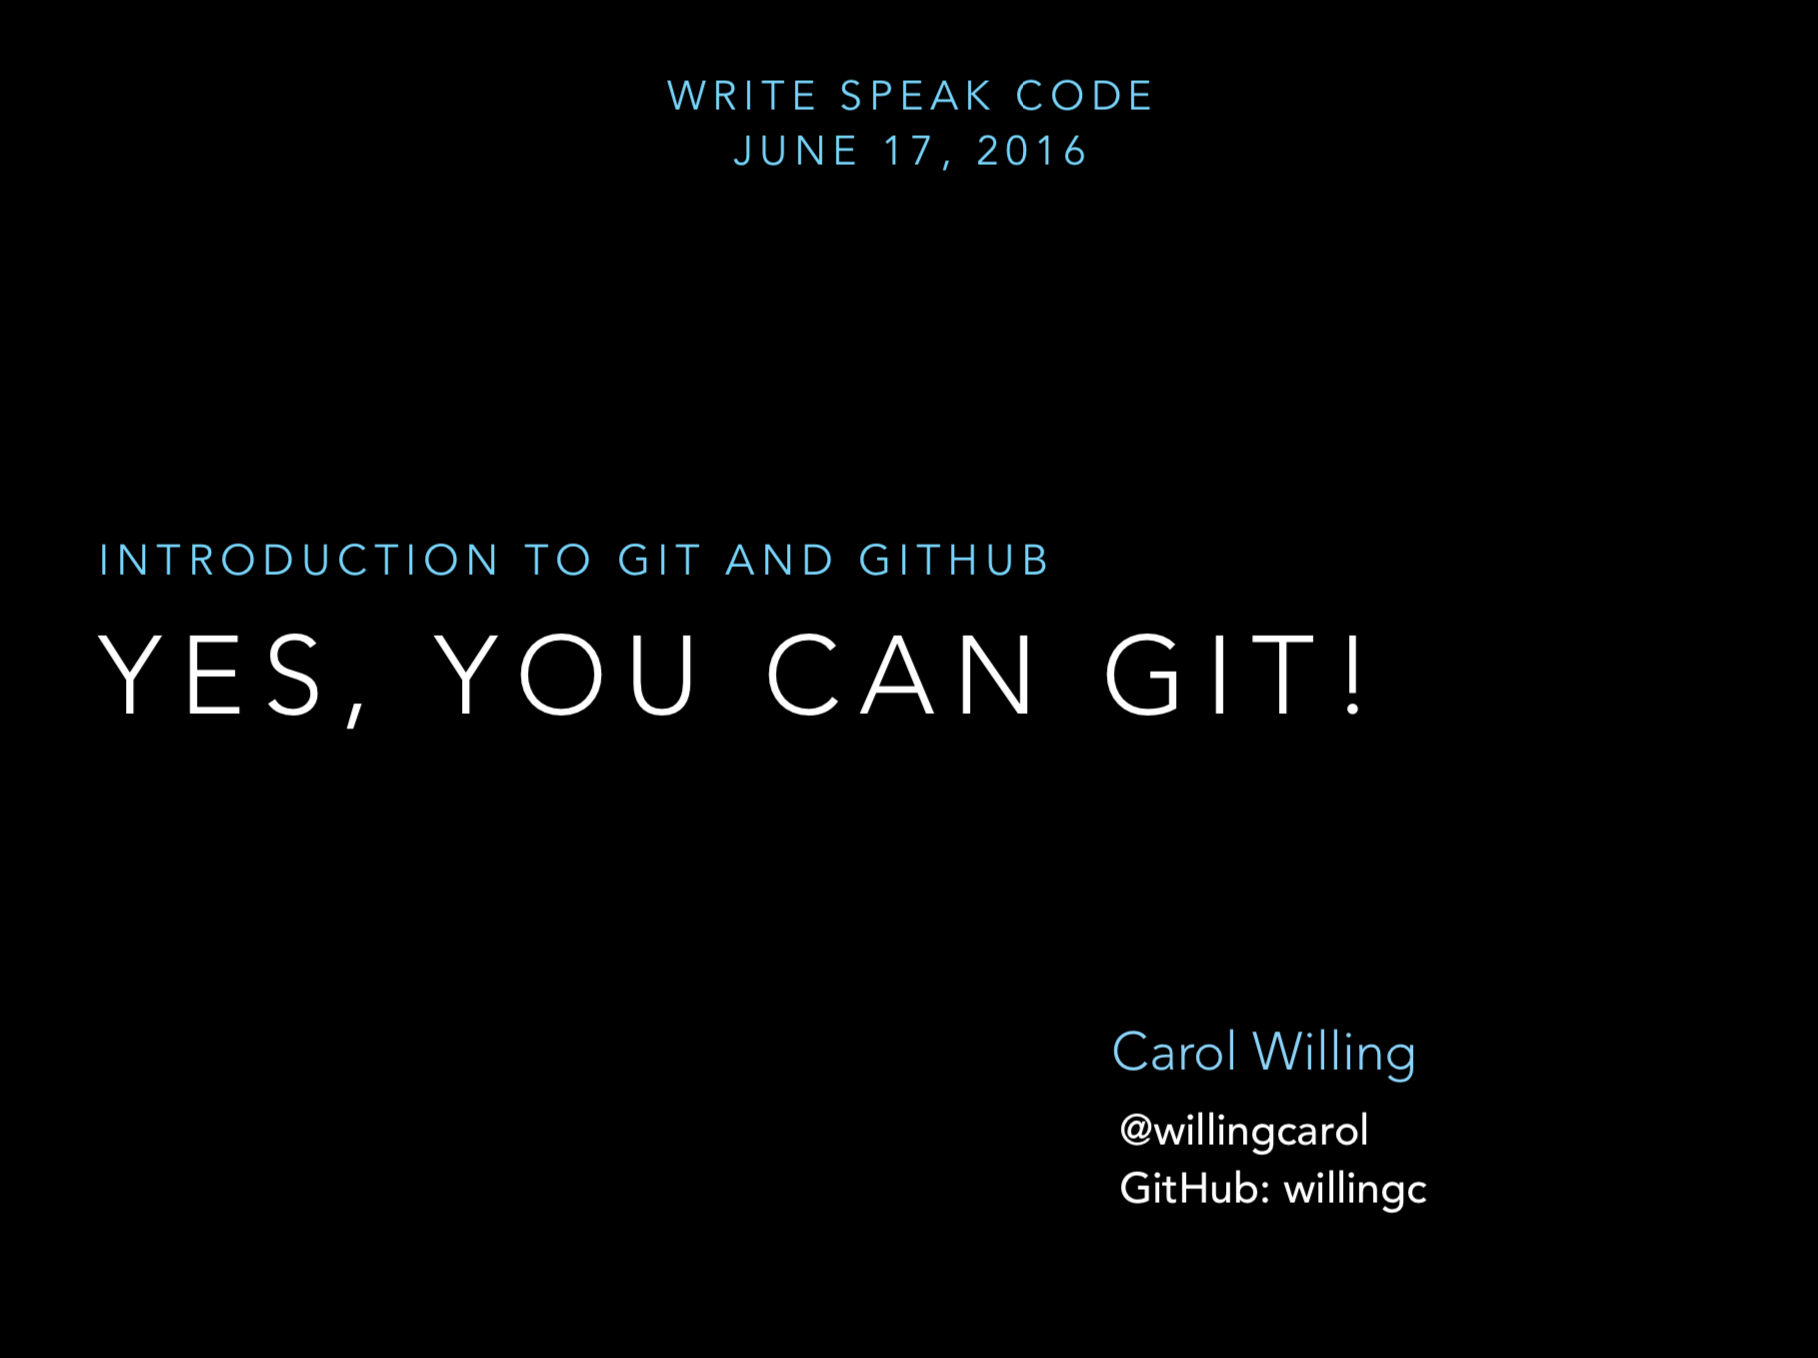 WRITE SPEAK CODE
JUNE 17, 2016
INTRODUCTION TO GIT AND GITHUB
YES, YOU CAN GIT!
Carol Willing
@willingcarol
GitHub: willingc